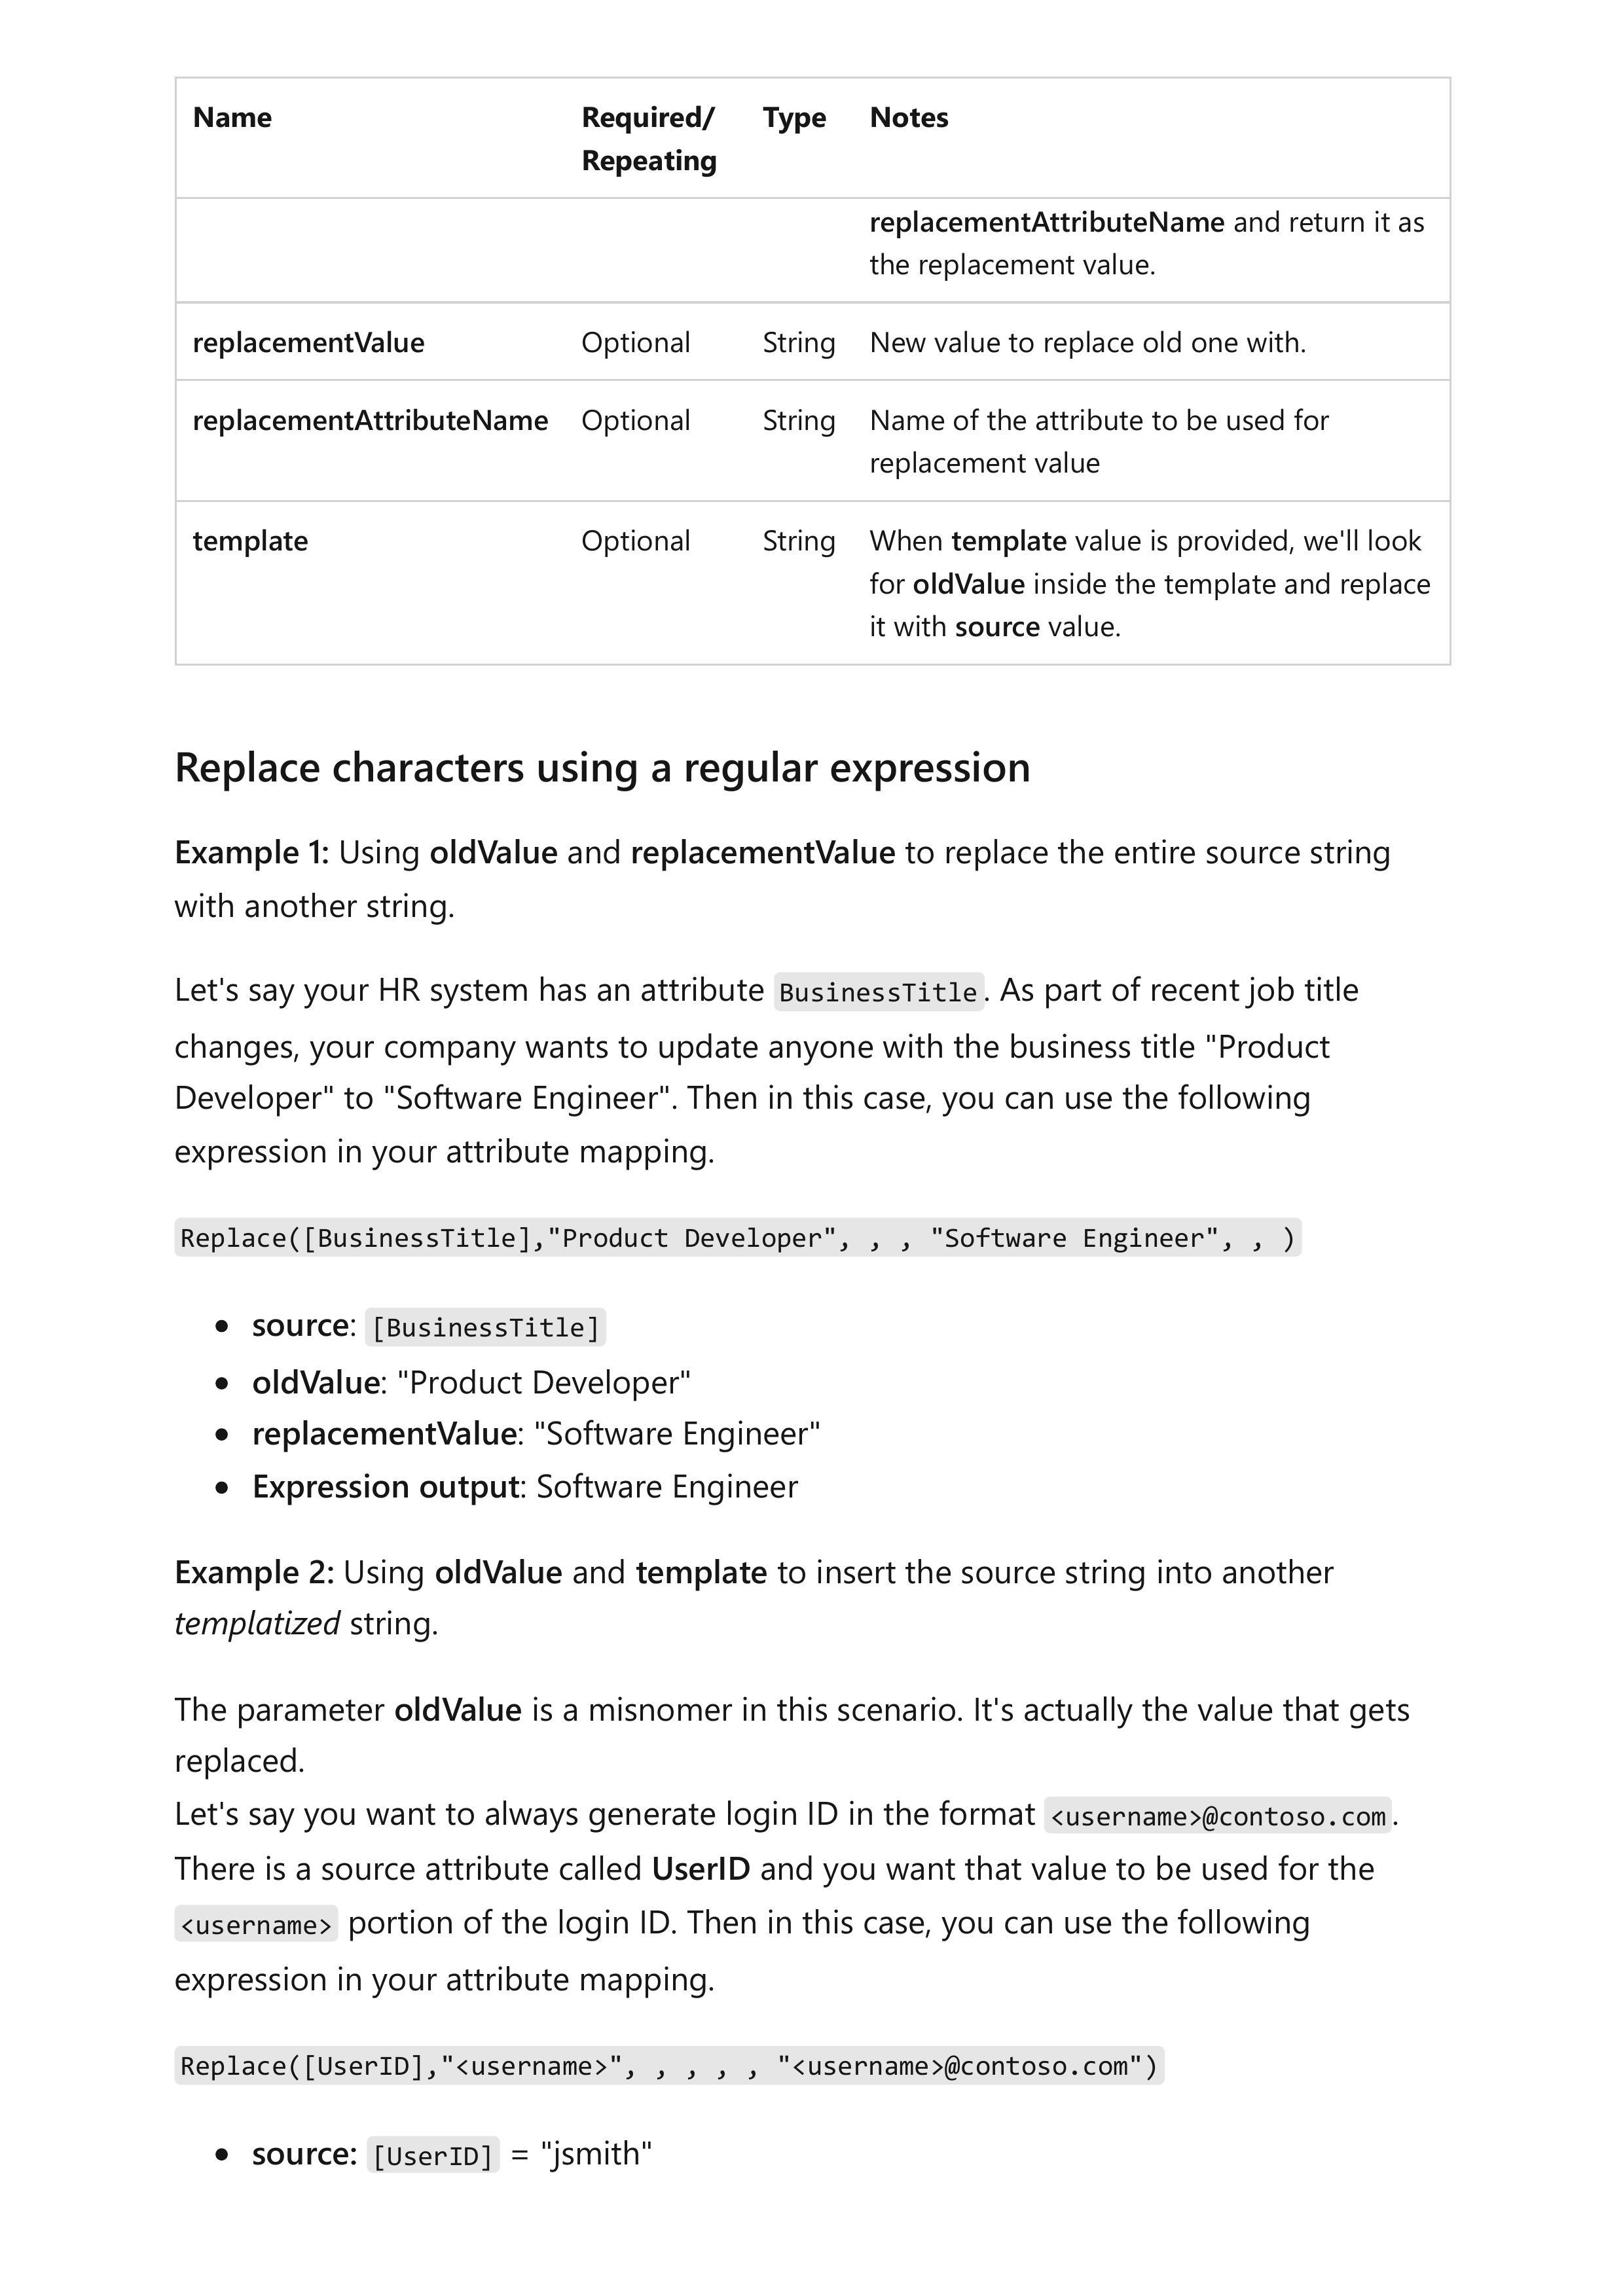 Name Required/ Type Notes
Repeating
replacementAttributeName and return it as
the replacement value.
replacementValue Optional String New value to replace old one with.
replacementAttributeName Optional String Name of the attribute to be used for
replacement value
template Optional String When template value is provided, we'll look
for oldValue inside the template and replace
it with source value.
Replace characters using a regular expression
Example 1: Using oldValue and replacementValue to replace the entire source string
with another string.
Let's say your HR system has an attribute BusinessTitle. As part of recent job title
changes, your company wants to update anyone with the business title "Product
Developer" to "Software Engineer". Then in this case, you can use the following
expression in your attribute mapping.
Replace([BusinessTitle],"Product Developer", , , "Software Engineer", , )
• source: [BusinessTitle]
• oldValue: "Product Developer"
• replacementValue: "Software Engineer"
• Expression output: Software Engineer
Example 2: Using oldValue and template to insert the source string into another
templatized string.
The parameter oldValue is a misnomer in this scenario. It's actually the value that gets
replaced.
Let's say you want to always generate login ID in the format <username>@contoso.com.
There is a source attribute called UserID and you want that value to be used for the
<username> portion of the login ID. Then in this case, you can use the following
expression in your attribute mapping.
Replace([UserID],"<username>", , , , , "<username>@contoso.com")
• source: [UserID] = "jsmith"